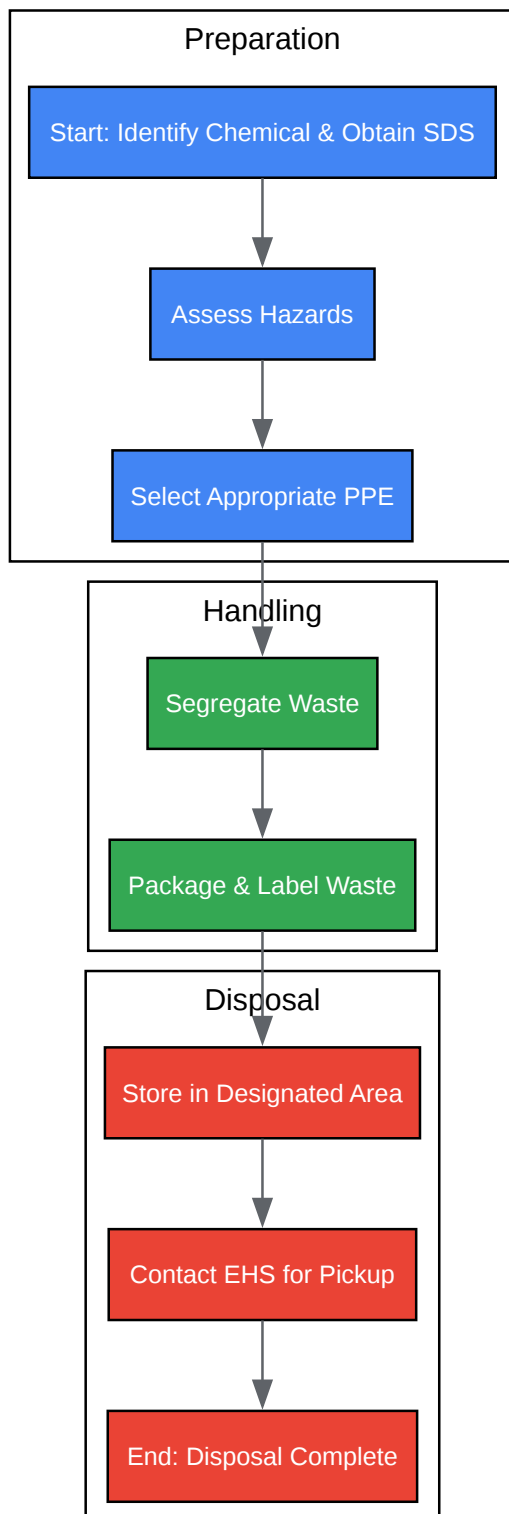 Preparation
Start: Identify Chemical & Obtain SDS
Assess Hazards
Select Appropriate PPE
Handling
Segregate Waste
Package & Label Waste
Disposal
Store in Designated Area
Contact EHS for Pickup
End: Disposal Complete